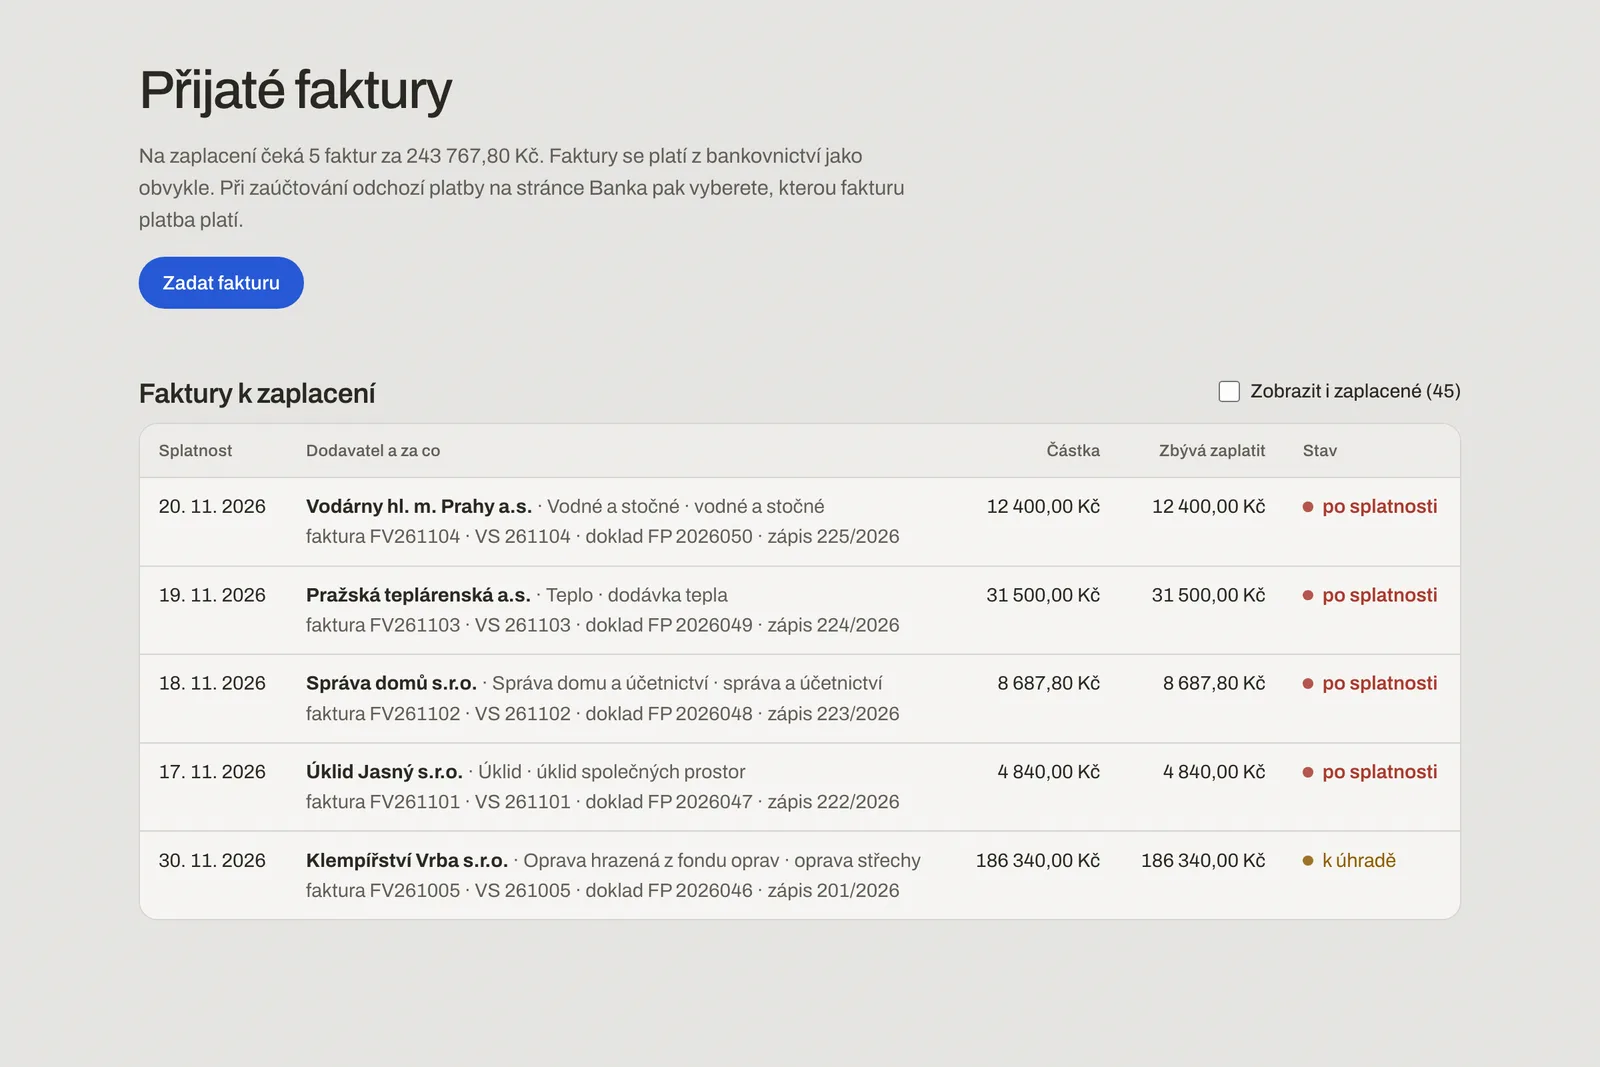 Přijaté faktury
Na zaplacení čeká 5 faktur za 243 767,80 Kč. Faktury se platí z bankovnictví jako
obvykle. Při zaúčtování odchozí platby na stránce Banka pak vyberete, kterou fakturu
platba platí.
Zadat fakturu
Faktury k zaplacení
Zobrazit i zaplacené (45)
Splatnost Dodavatel a za co Částka Zbývá zaplatit Stav
20. 11. 2026 Vodárny hl. m. Prahy a.s. · Vodné a stočné · vodné a stočné 12 400,00 Kč 12 400,00 Kč po splatnosti
faktura FV261104 · VS 261104 · doklad FP 2026050 · zápis 225/2026
19. 11. 2026 Pražská teplárenská a.s. · Teplo · dodávka tepla 31 500,00 Kč 31 500,00 Kč po splatnosti
faktura FV261103 · VS 261103 · doklad FP 2026049 · zápis 224/2026
18. 11. 2026 Správa domů s.r.o. · Správa domu a účetnictví · správa a účetnictví 8 687,80 Kč 8 687,80 Kč po splatnosti
faktura FV261102 · VS 261102 · doklad FP 2026048 · zápis 223/2026
17. 11. 2026 Úklid Jasný s.r.o. · Úklid · úklid společných prostor 4 840,00 Kč 4 840,00 Kč po splatnosti
faktura FV261101 · VS 261101 · doklad FP 2026047 · zápis 222/2026
30. 11. 2026 Klempířství Vrba s.r.o. · Oprava hrazená z fondu oprav · oprava střechy 186 340,00 Kč 186 340,00 Kč k úhradě
faktura FV261005 · VS 261005 · doklad FP 2026046 · zápis 201/2026